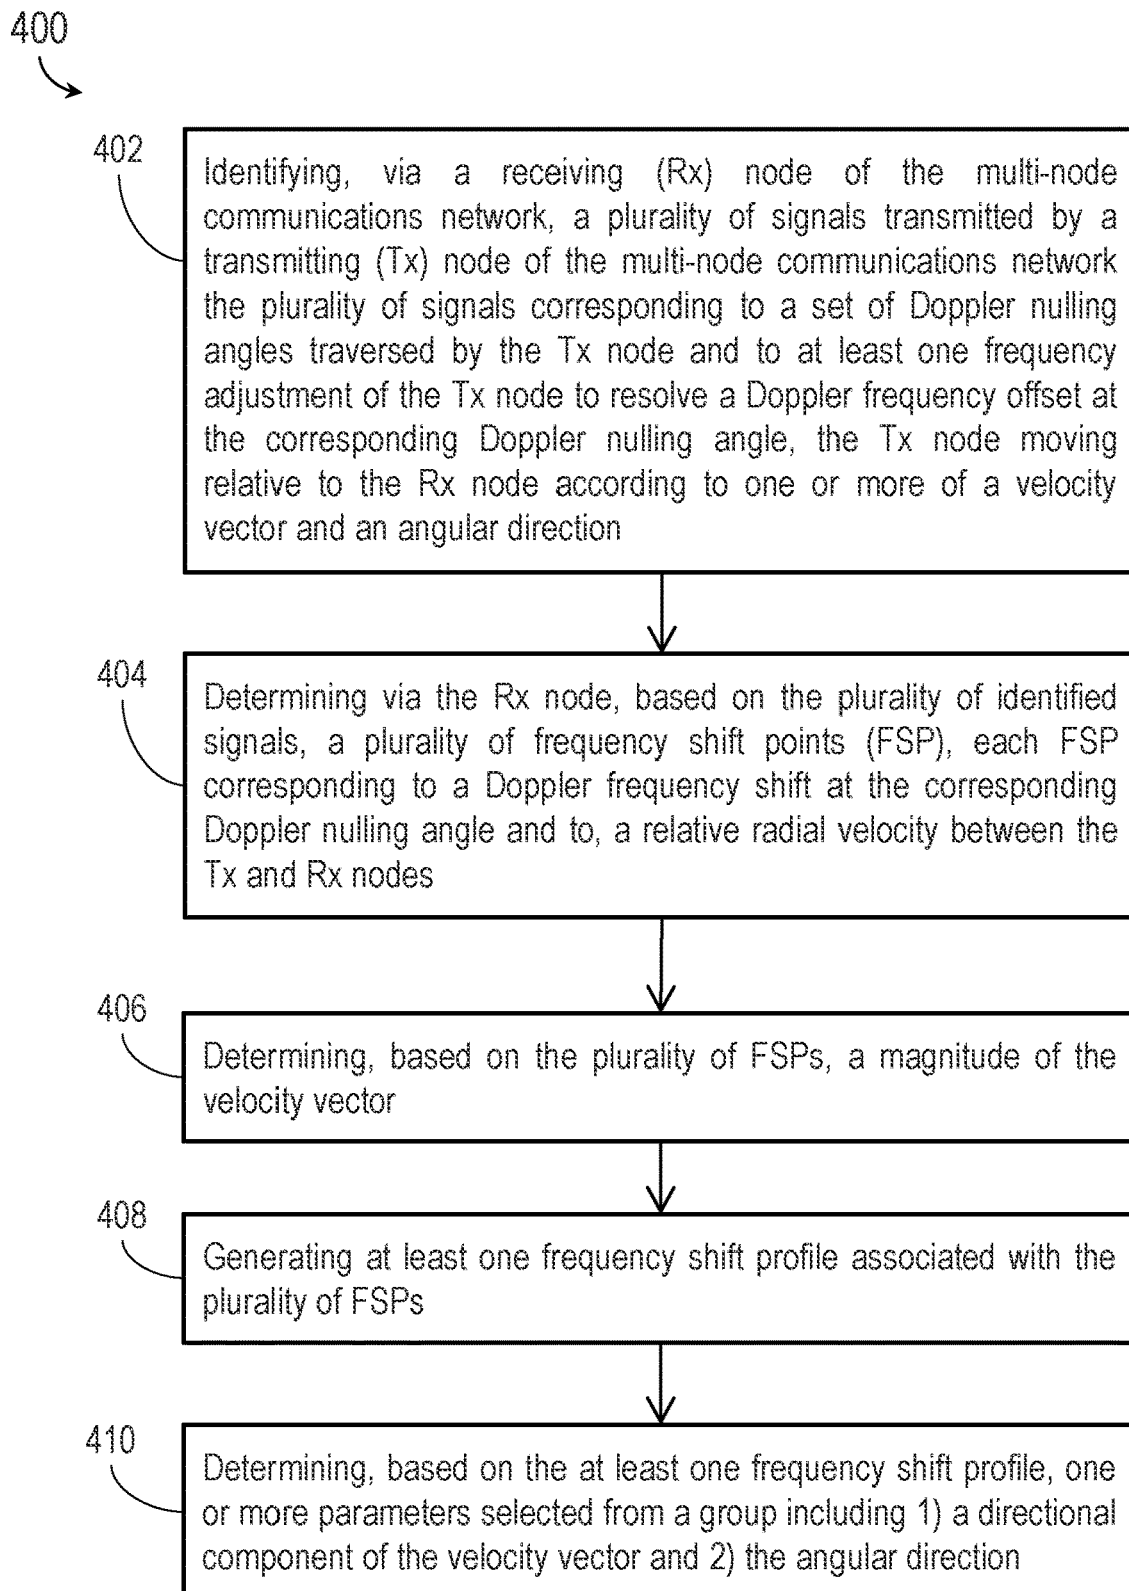 400
402
Identifying, via a receiving (Rx) node of the multi-node
communications network, a plurality of signals transmitted by a
transmitting (Tx) node of the multi-node communications network
the plurality of signals corresponding to a set of Doppler nulling
angles traversed by the Tx node and to at least one frequency
adjustment of the Tx node to resolve a Doppler frequency offset at
the corresponding Doppler nulling angle, the Tx node moving
relative to the Rx node according to one or more of a velocity
vector and an angular direction
404
Determining via the Rx node, based on the plurality of identified
signals, a plurality of frequency shift points (FSP), each FSP
corresponding to a Doppler frequency shift at the corresponding
Doppler nulling angle and to, a relative radial velocity between the
Tx and Rx nodes
406
Determining, based on the plurality of FSPs, a magnitude of the
velocity vector
408
Generating at least one frequency shift profile associated with the
plurality of FSPs
410
Determining, based on the at least one frequency shift profile, one
or more parameters selected from a group including 1) a directional
component of the velocity vector and 2) the angular direction